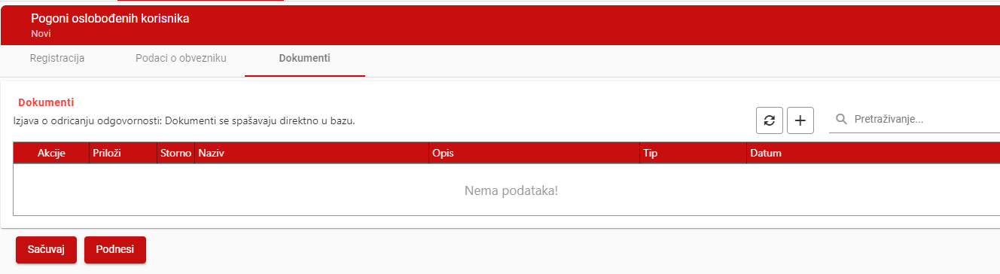 Pogoni oslobođenih korisnika
Novi
Registracija Podaci o obvezniku Dokumenti
Dokumenti
Izjava o odricanju odgovornosti: Dokumenti se spašavaju direktno u bazu.
Pretraživanje...
Akcije Priloži Storno Naziv Opis Tip Datum
Nema podataka!
Sačuvaj Podnesi